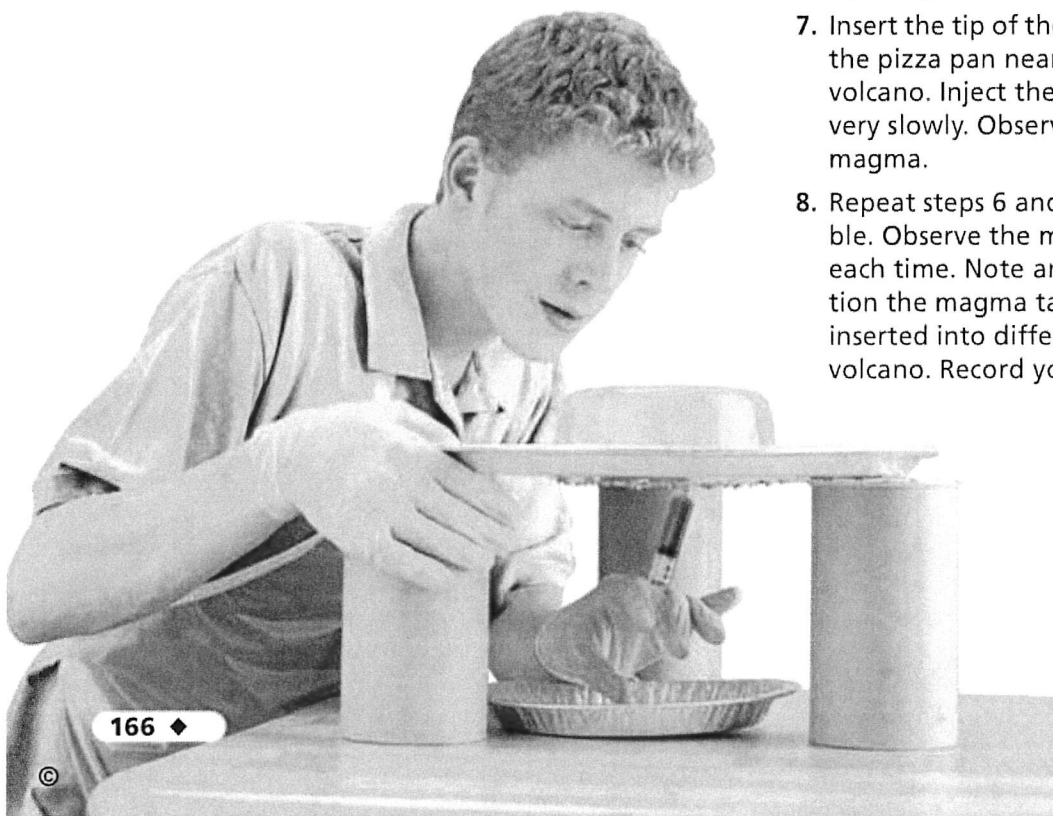 7. Insert the tip of the
the pizza pan near
volcano. Inject the
very slowly. Observ
magma.
8. Repeat steps 6 and
ble. Observe the m
each time. Note an
tion the magma ta
inserted into diffe
volcano. Record yo
166 ◆
©